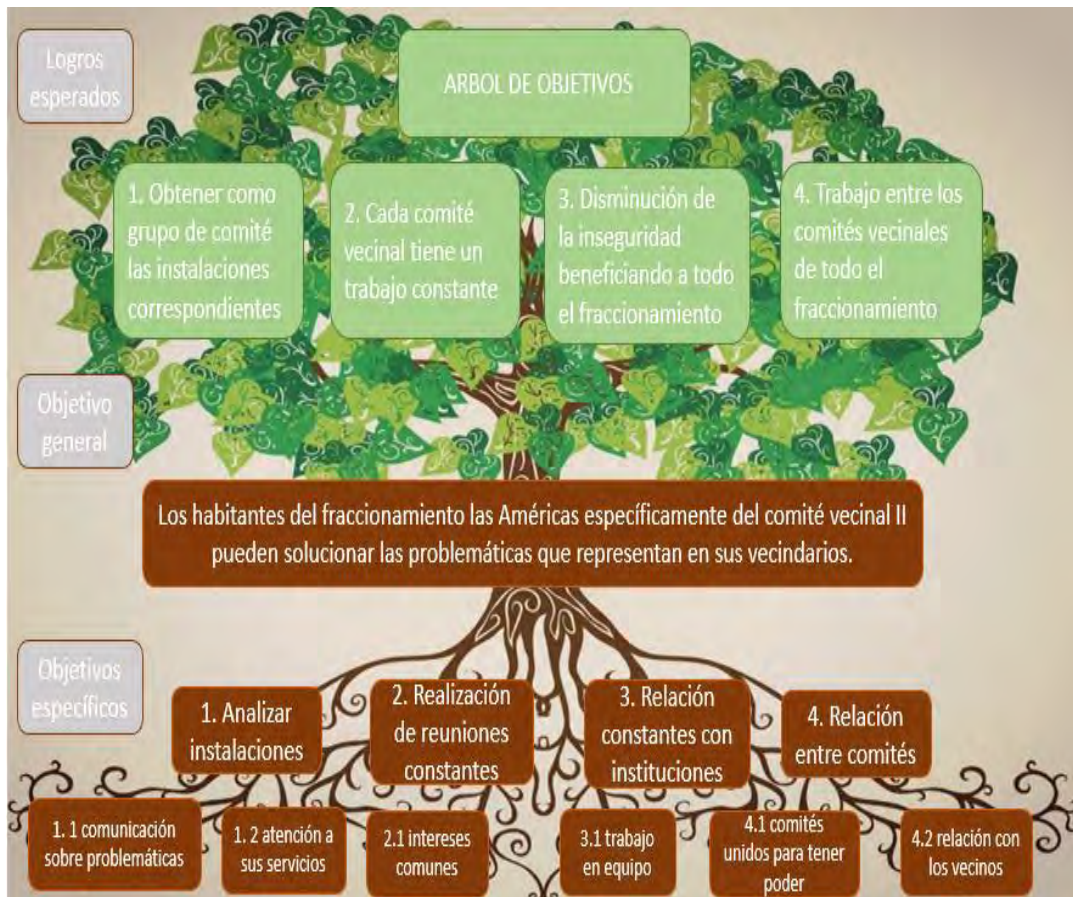 Logros
esperados
ARBOL DE OBJETIVOS
1. Obtener como
grupo de comité
las instalaciones
correspondientes
2. Cada comité
vecinal tiene un
trabajo constante
3. Disminución de
la inseguridad
beneficiando a todo
el fraccionamiento
4. Trabajo entre los
comités vecinales
de todo el
fraccionamiento
Objetivo
general
Los habitantes del fraccionamiento las Américas específicamente del comité vecinal II
pueden solucionar las problemáticas que representan en sus vecindarios.
Objetivos
específicos
1. Analizar
instalaciones
2. Realización
de reuniones
constantes
3. Relación
constantes con
instituciones
4. Relación
entre comités
1. 1 comunicación
sobre problemáticas
1. 2 atención a
sus servicios
2.1 intereses
comunes
3.1 trabajo
en equipo
4.1 comités
unidos para tener
poder
4.2 relación con
los vecinos